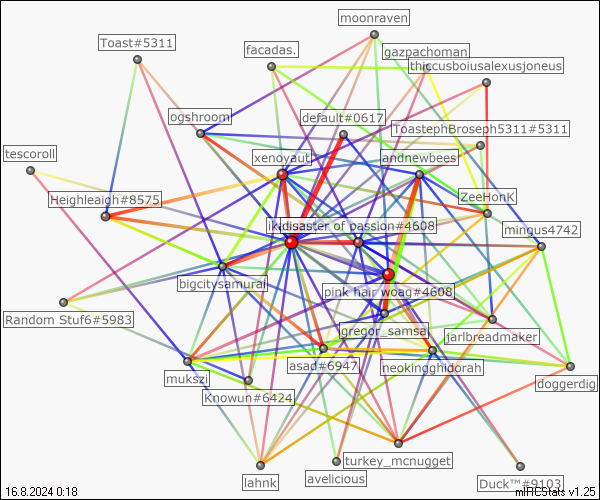 moonraven
Toast#5311
facadas.
gazpachoman
thiccusboiusalexusjoneus
ogshroom
default#0617
ToastephBroseph5311#5311
tescoroll
xenoyaut
andnewbees
Heighleaigh#8575
ZeeHonK
disaster of passion#4608
mingus4742
bigcitysamurai
pink hair woag#4608
Random Stuf6#5983
gregor_samsa
jarlbreadmaker
mukszi
asad#6947
neokingghidorah
doggerdig
Knowun#6424
turkey_mcnugget
lahnk
avelicious
Duck™#9103
16.8.2024 0:18
mIRCStats v1.25